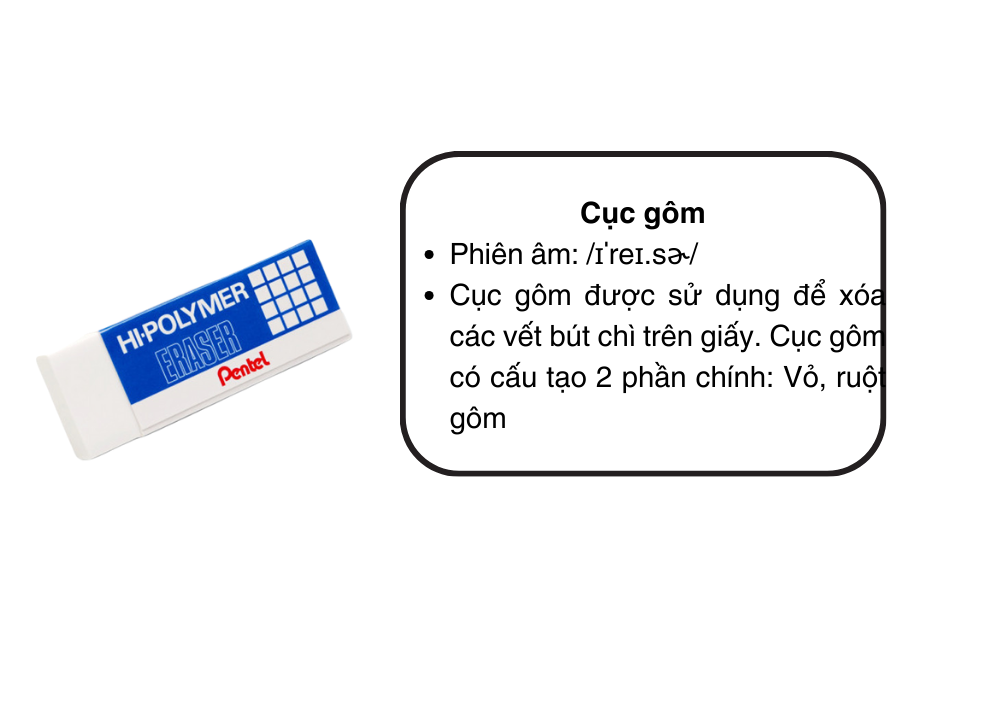 HI-POLYMER
ERASER
Pentel
Cục gôm
• Phiên âm: /ɪˈreɪ.sɚ/
• Cục gôm được sử dụng để xóa
các vết bút chì trên giấy. Cục gôm
có cấu tạo 2 phần chính: Vỏ, ruột
gôm